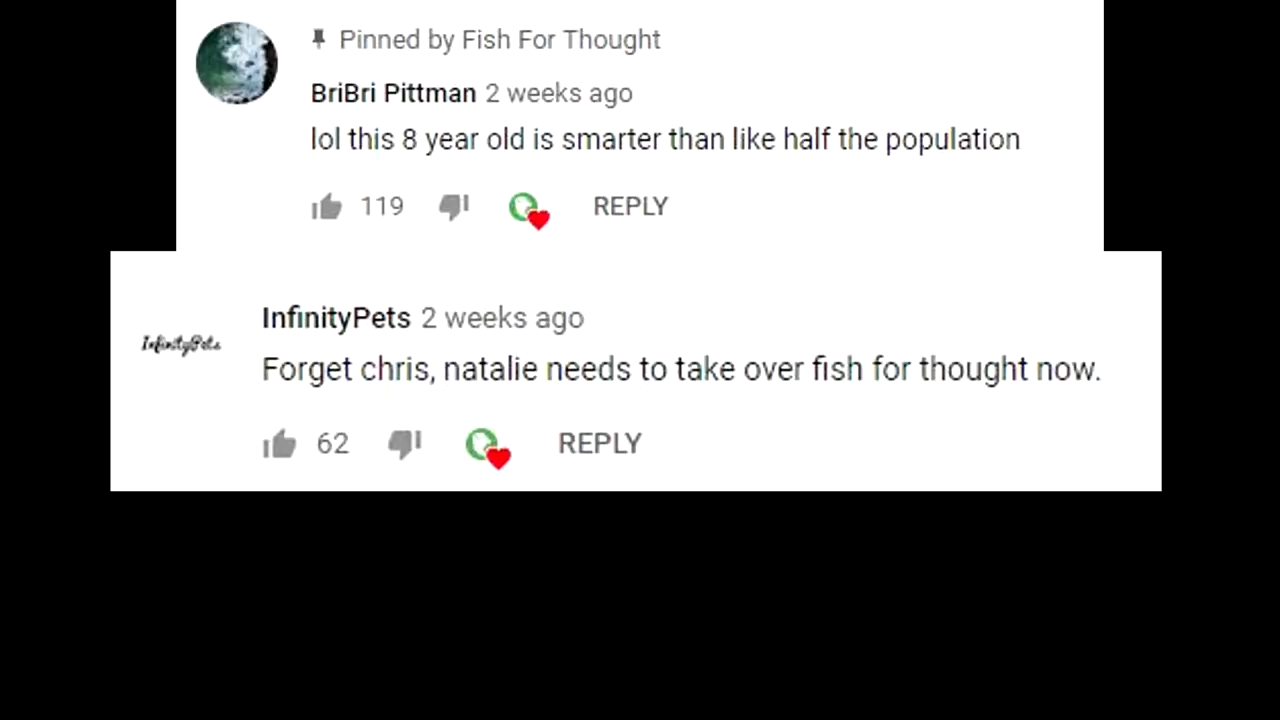 Pinned by Fish For Thought
BriBri Pittman 2 weeks ago
lol this 8 year old is smarter than like half the population
119 REPLY
InfinityPets
InfinityPets 2 weeks ago
Forget chris, natalie needs to take over fish for thought now.
62 REPLY